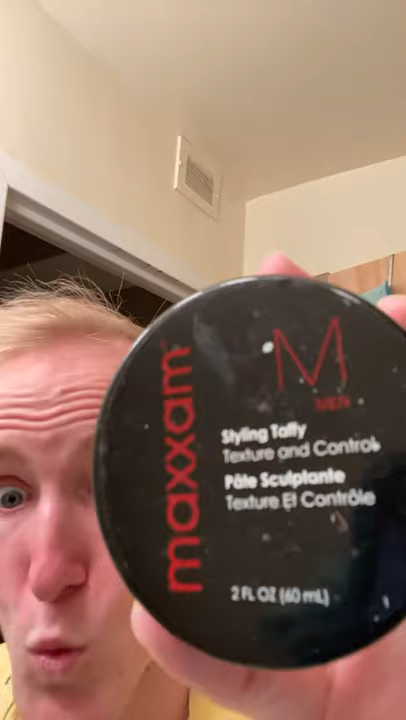 maxxam
M
MEN
Styling Taffy
Texture and Control
Pâte Sculptante
Texture Et Contrôle
2 FL OZ (60 mL)